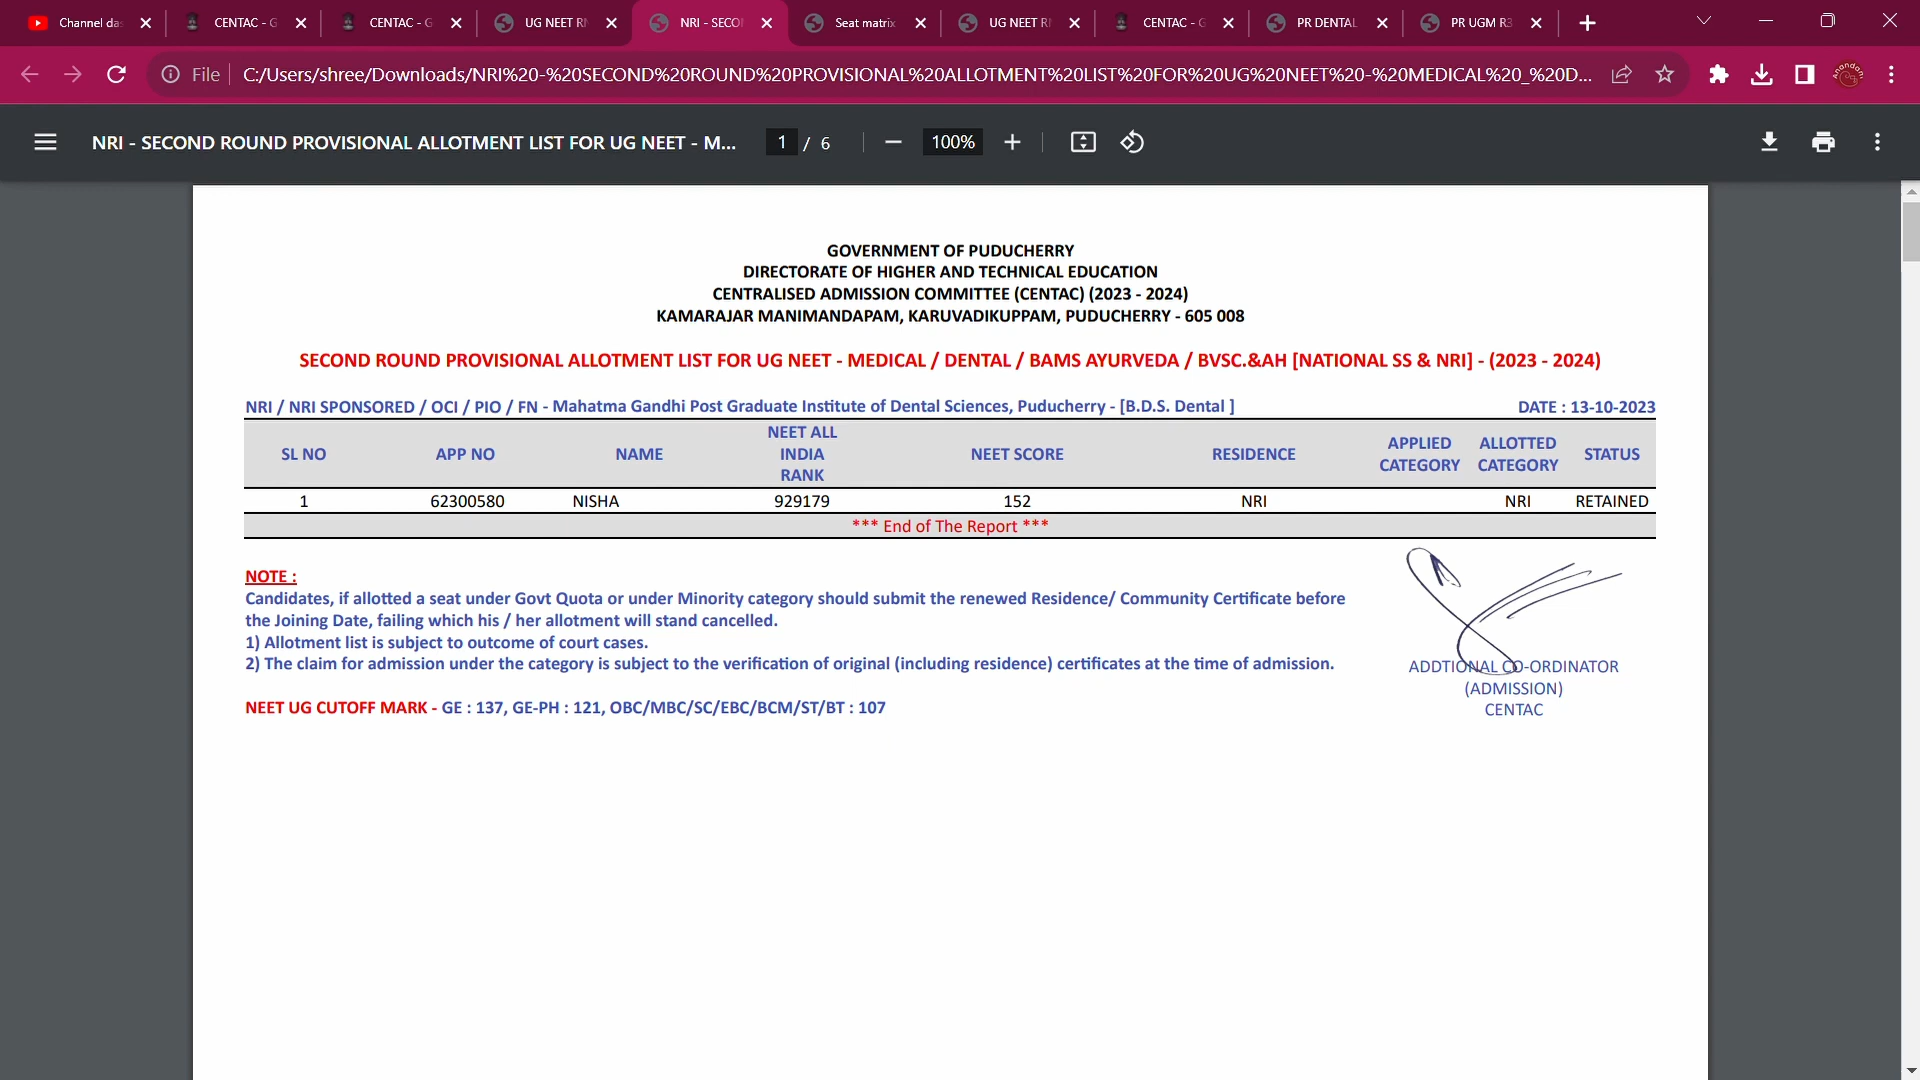 Channel da
CENTAC - G
CENTAC - G
UG NEET R
NRI - SECO
Seat matrix
UG NEET R
CENTAC - G
PR DENTAL
PR UGM R3
File
C:/Users/shree/Downloads/NRI%20-%20SECOND%20ROUND%20PROVISIONAL%20ALLOTMENT%20LIST%20FOR%20UG%20NEET%20-%20MEDICAL%20_%20D...
NRI - SECOND ROUND PROVISIONAL ALLOTMENT LIST FOR UG NEET - M...
1 / 6
100%
GOVERNMENT OF PUDUCHERRY
DIRECTORATE OF HIGHER AND TECHNICAL EDUCATION
CENTRALISED ADMISSION COMMITTEE (CENTAC) (2023 - 2024)
KAMARAJAR MANIMANDAPAM, KARUVADIKUPPAM, PUDUCHERRY - 605 008
SECOND ROUND PROVISIONAL ALLOTMENT LIST FOR UG NEET - MEDICAL / DENTAL / BAMS AYURVEDA / BVSC.&AH [NATIONAL SS & NRI] - (2023 - 2024)
NRI / NRI SPONSORED / OCI / PIO / FN - Mahatma Gandhi Post Graduate Institute of Dental Sciences, Puducherry - [B.D.S. Dental ]
DATE : 13-10-2023
SL NO APP NO NAME NEET ALL INDIA RANK NEET SCORE RESIDENCE APPLIED CATEGORY ALLOTTED CATEGORY STATUS
1 62300580 NISHA 929179 152 NRI NRI RETAINED
*** End of The Report ***
NOTE :
Candidates, if allotted a seat under Govt Quota or under Minority category should submit the renewed Residence/ Community Certificate before
the Joining Date, failing which his / her allotment will stand cancelled.
1) Allotment list is subject to outcome of court cases.
2) The claim for admission under the category is subject to the verification of original (including residence) certificates at the time of admission.
ADDTIONAL CO-ORDINATOR
(ADMISSION)
CENTAC
NEET UG CUTOFF MARK - GE : 137, GE-PH : 121, OBC/MBC/SC/EBC/BCM/ST/BT : 107